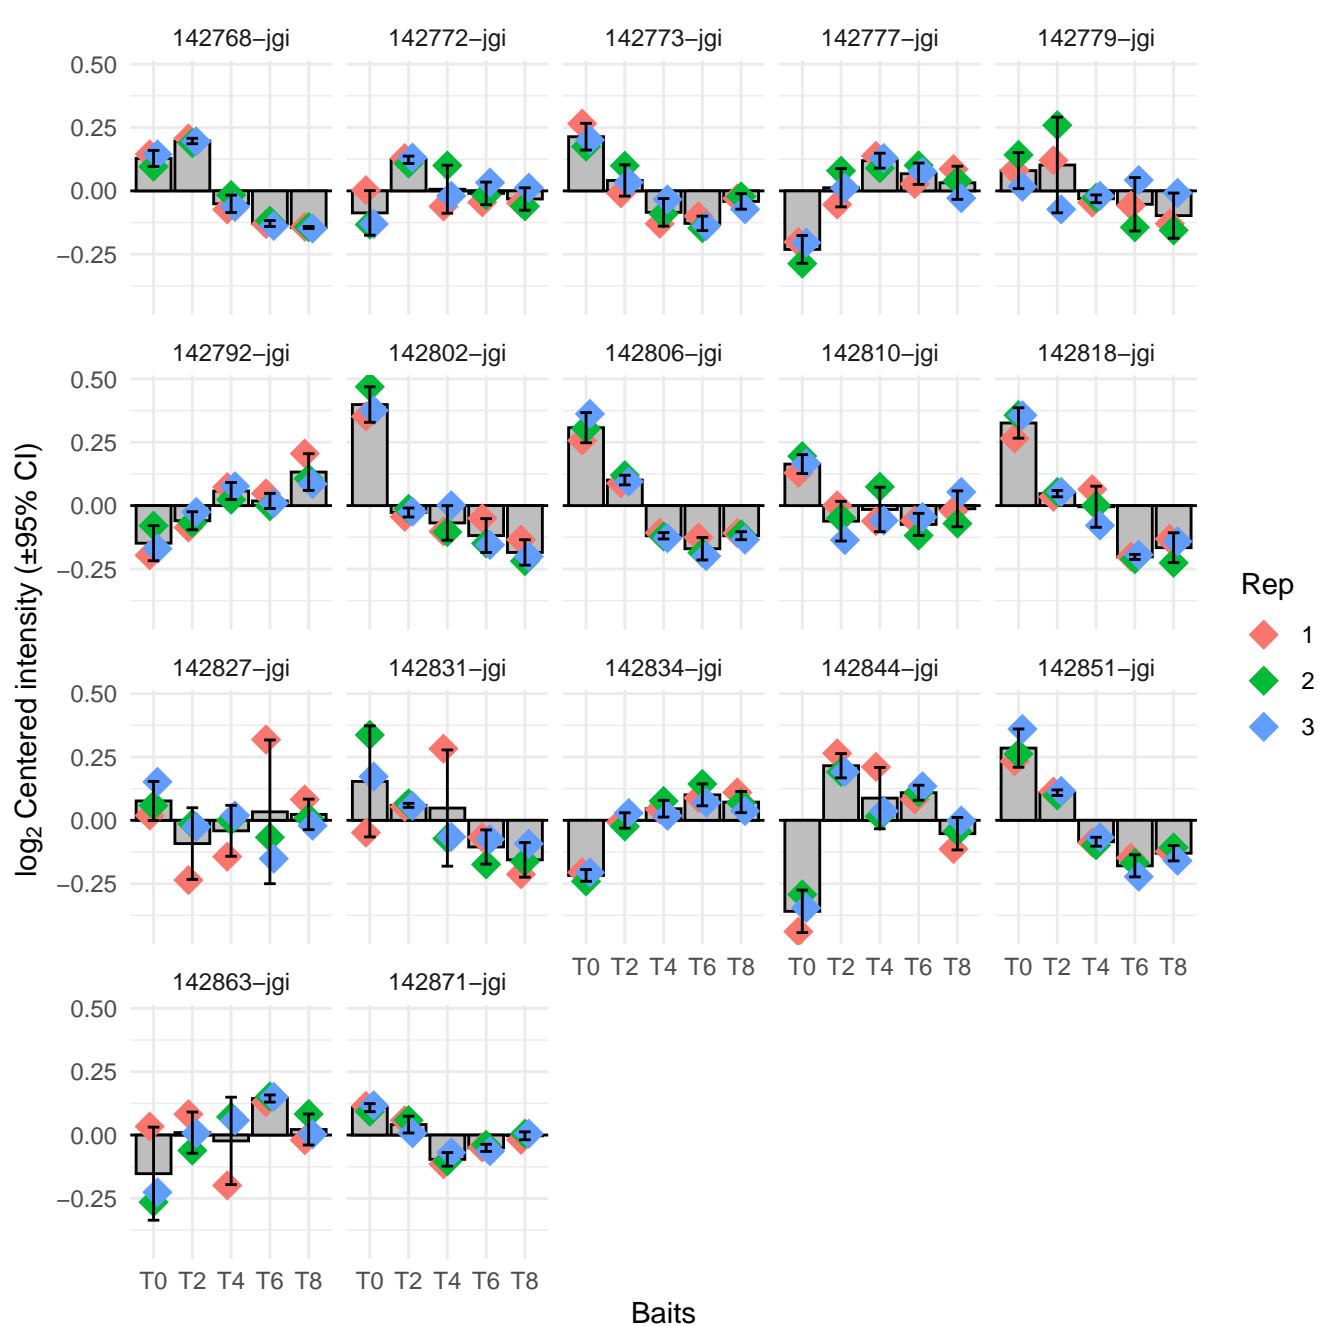 142768−jgi 142772−jgi 142773−jgi 142777−jgi 142779−jgi
0.50
0.25
0.00
−0.25
142792−jgi 142802−jgi 142806−jgi 142810−jgi 142818−jgi
0.50
0.25
0.00
−0.25
log2 Centered intensity (±95% CI)
Rep
1
2
3
142827−jgi 142831−jgi 142834−jgi 142844−jgi 142851−jgi
0.50
0.25
0.00
−0.25
T0 T2 T4 T6 T8 T0 T2 T4 T6 T8 T0 T2 T4 T6 T8
142863−jgi 142871−jgi
0.50
0.25
0.00
−0.25
T0 T2 T4 T6 T8 T0 T2 T4 T6 T8
Baits